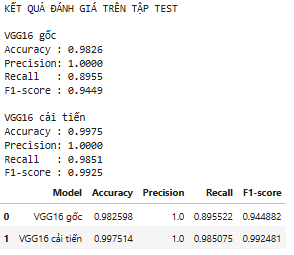 KẾT QUẢ ĐÁNH GIÁ TRÊN TẬP TEST
VGG16 gốc
Accuracy : 0.9826
Precision: 1.0000
Recall   : 0.8955
F1-score : 0.9449
VGG16 cải tiến
Accuracy : 0.9975
Precision: 1.0000
Recall   : 0.9851
F1-score : 0.9925
Model Accuracy Precision Recall F1-score
0 VGG16 gốc 0.982598 1.0 0.895522 0.944882
1 VGG16 cải tiến 0.997514 1.0 0.985075 0.992481